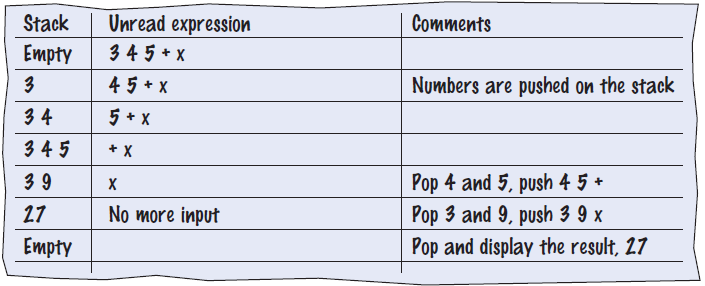 Stack Unread expression Comments
Empty 3 4 5 + x
3 4 5 + x Numbers are pushed on the stack
3 4 5 + x
3 4 5 + x
3 9 x Pop 4 and 5, push 4 5 +
27 No more input Pop 3 and 9, push 3 9 x
Empty Pop and display the result, 27